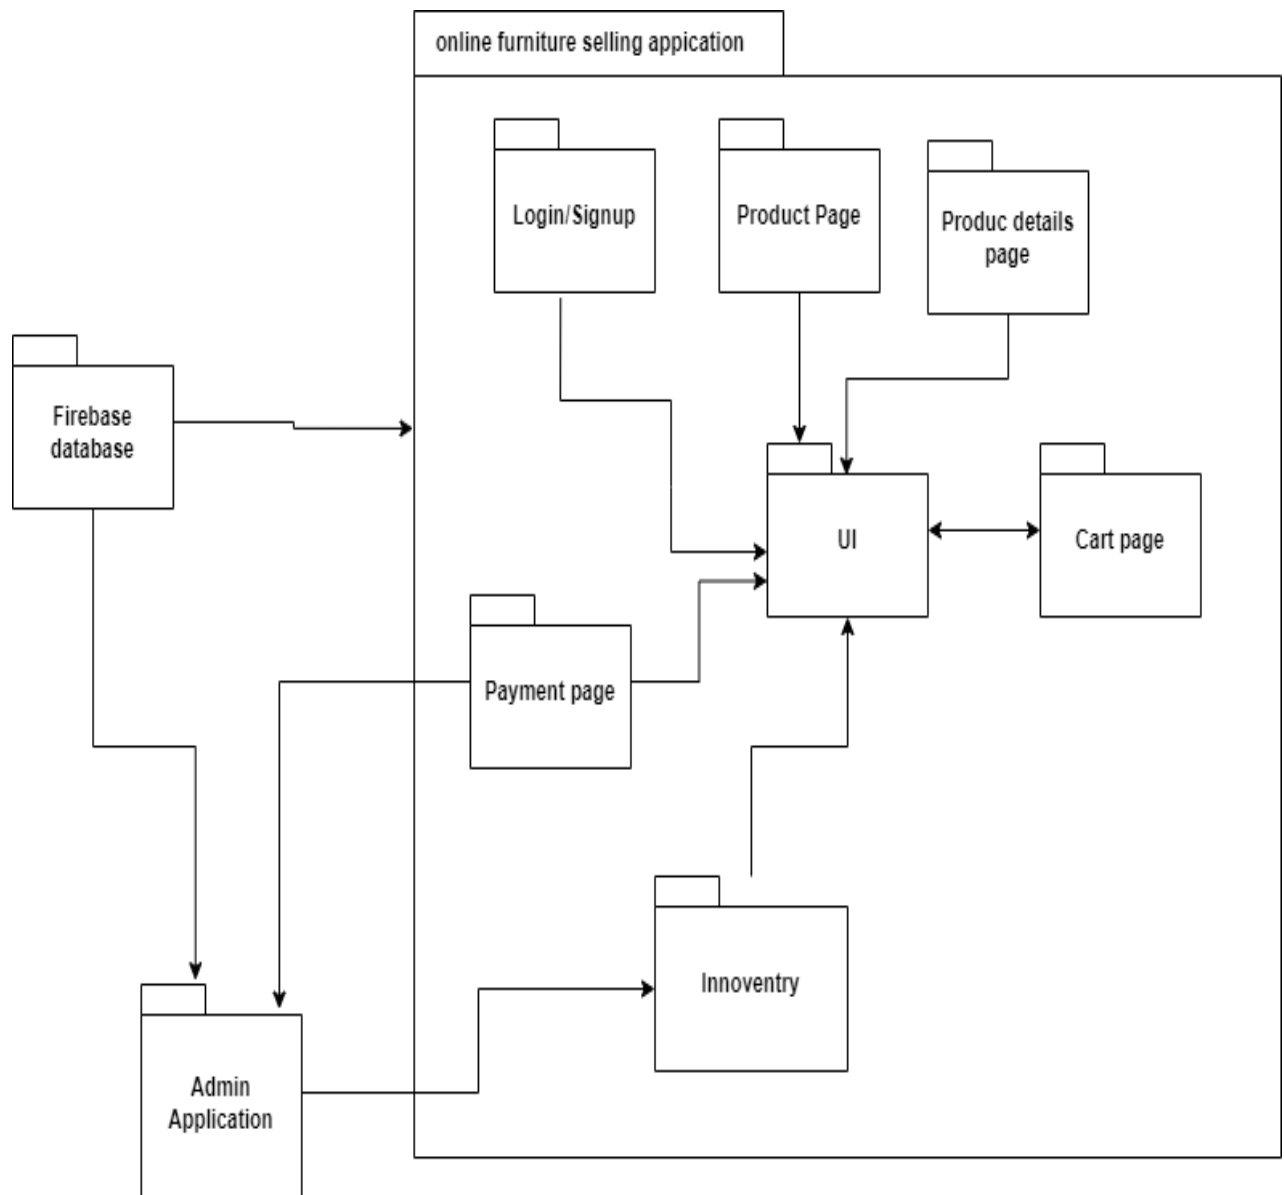 online furniture selling appication
Login/Signup
Product Page
Produc details
page
Firebase
database
UI
Cart page
Payment page
Innoventry
Admin
Application